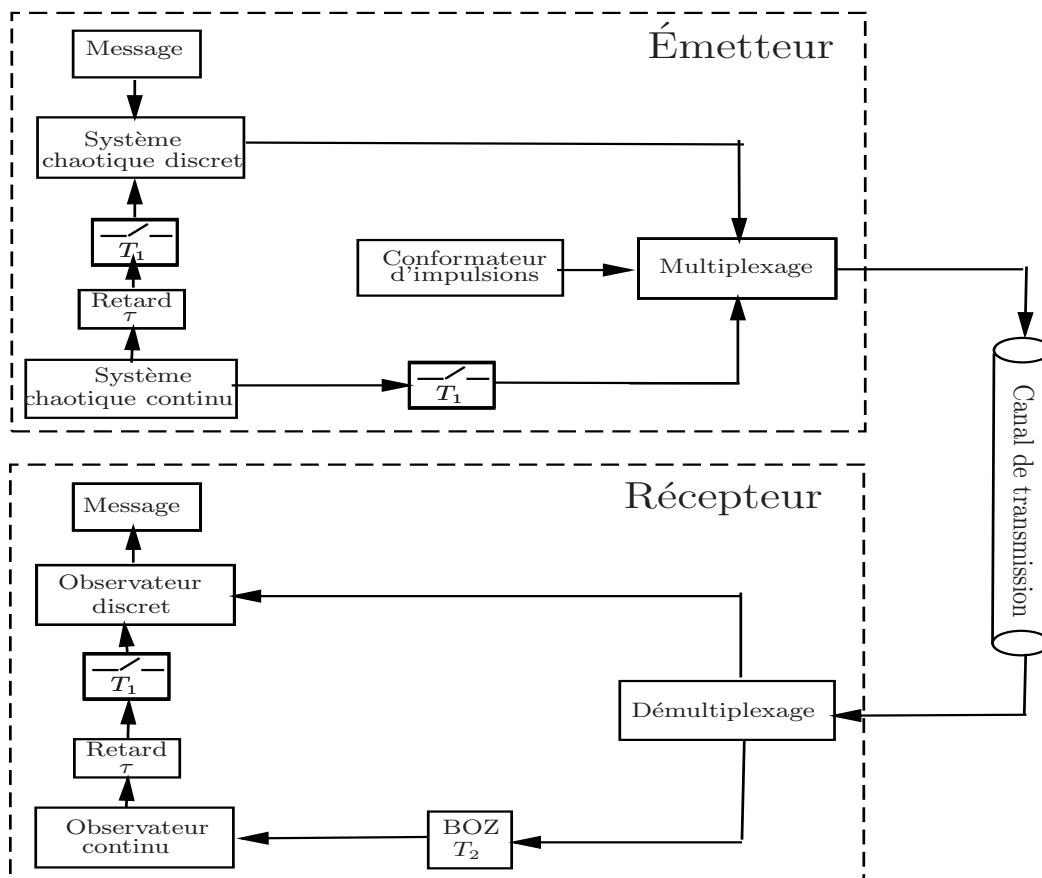 Émetteur
Message
Système
chaotique discret
T1
Retard
τ
Système
chaotique continu
Conformateur
d'impulsions
Multiplexage
T1
Canal de transmission
Récepteur
Message
Observateur
discret
T1
Retard
τ
Observateur
continu
BOZ
T2
Démultiplexage